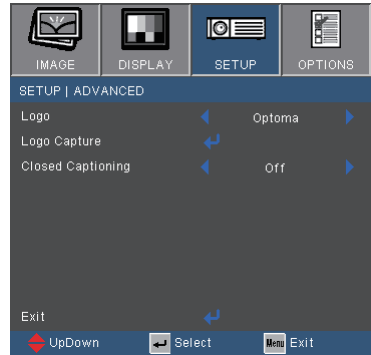 IMAGE DISPLAY SETUP OPTIONS
SETUP | ADVANCED
Logo Optoma
Logo Capture
Closed Captioning Off
Exit
UpDown Select Menu Exit